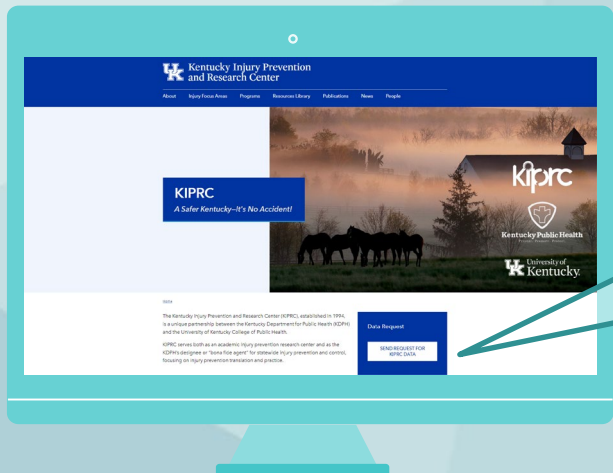 UK Kentucky Injury Prevention
and Research Center
About Injury Focus Areas Programs Resources Library Publications News People
KIPRC
A Safer Kentucky–It's No Accident!
kiprc
Kentucky Public Health
UK University of
Kentucky.
The Kentucky Injury Prevention and Research Center (KIPRC), established in 1994,
is a unique partnership between the Kentucky Department for Public Health (KDPH)
and the University of Kentucky College of Public Health.
KIPRC serves both as an academic injury prevention research center and as the
KDPH's designee or "bona fide agent" for statewide injury prevention and control,
focusing on injury prevention translation and practice.
Data Request
SEND REQUEST FOR
KIPRC DATA